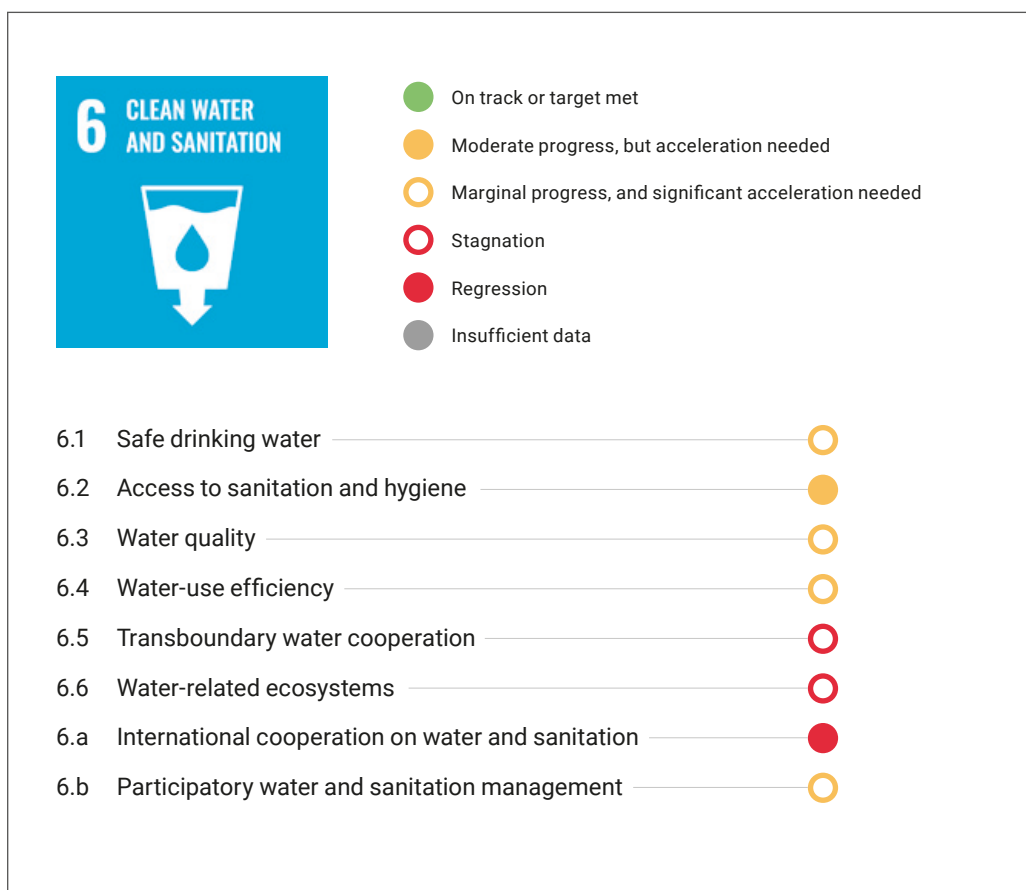 6 CLEAN WATER
AND SANITATION
On track or target met
Moderate progress, but acceleration needed
Marginal progress, and significant acceleration needed
Stagnation
Regression
Insufficient data
6.1 Safe drinking water
6.2 Access to sanitation and hygiene
6.3 Water quality
6.4 Water-use efficiency
6.5 Transboundary water cooperation
6.6 Water-related ecosystems
6.a International cooperation on water and sanitation
6.b Participatory water and sanitation management